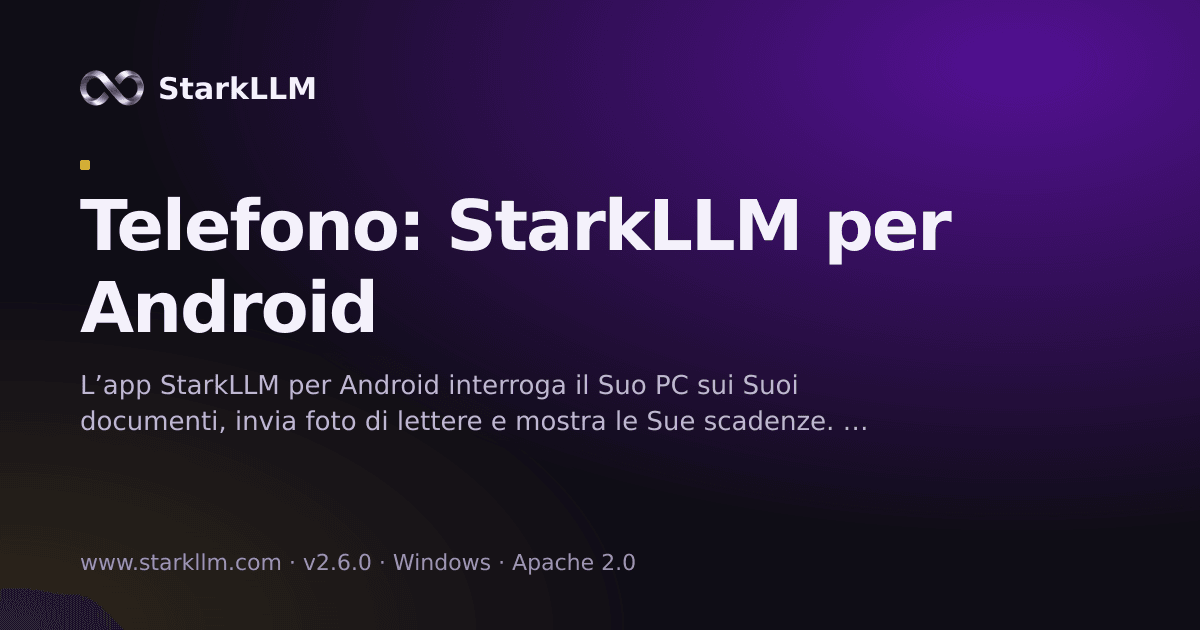 StarkLLM
Telefono: StarkLLM per
Android
L’app StarkLLM per Android interroga il Suo PC sui Suoi
documenti, invia foto di lettere e mostra le Sue scadenze. …
www.starkllm.com · v2.6.0 · Windows · Apache 2.0